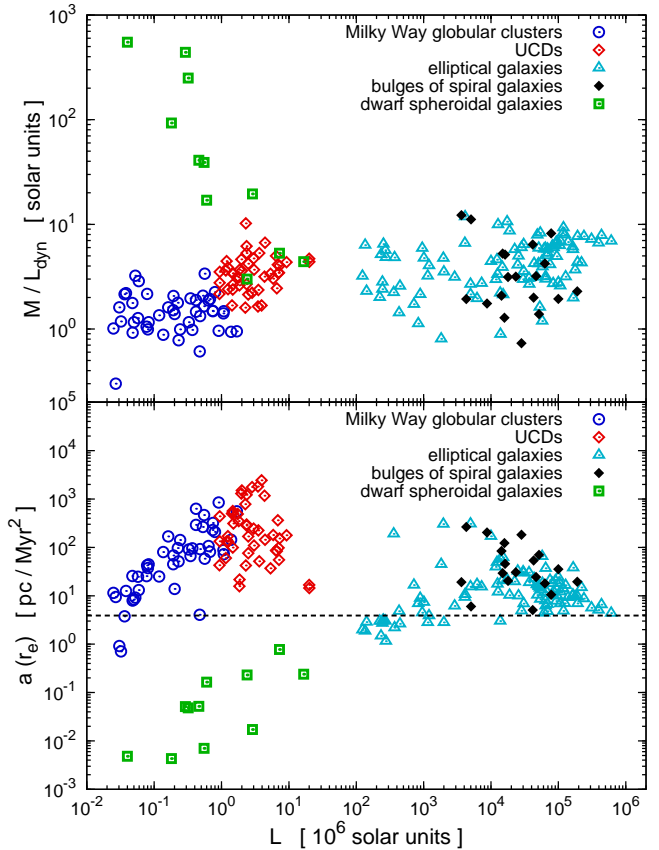 10^3
10^2
10^1
10^0
M / L_dyn [ solar units ]
Milky Way globular clusters
UCDs
elliptical galaxies
bulges of spiral galaxies
dwarf spheroidal galaxies
10^5
10^4
10^3
10^2
10^1
10^0
10^-1
10^-2
10^-3
a (r_e) [ pc / Myr^2 ]
Milky Way globular clusters
UCDs
elliptical galaxies
bulges of spiral galaxies
dwarf spheroidal galaxies
10^-2 10^-1 10^0 10^1 10^2 10^3 10^4 10^5 10^6
L [ 10^6 solar units ]